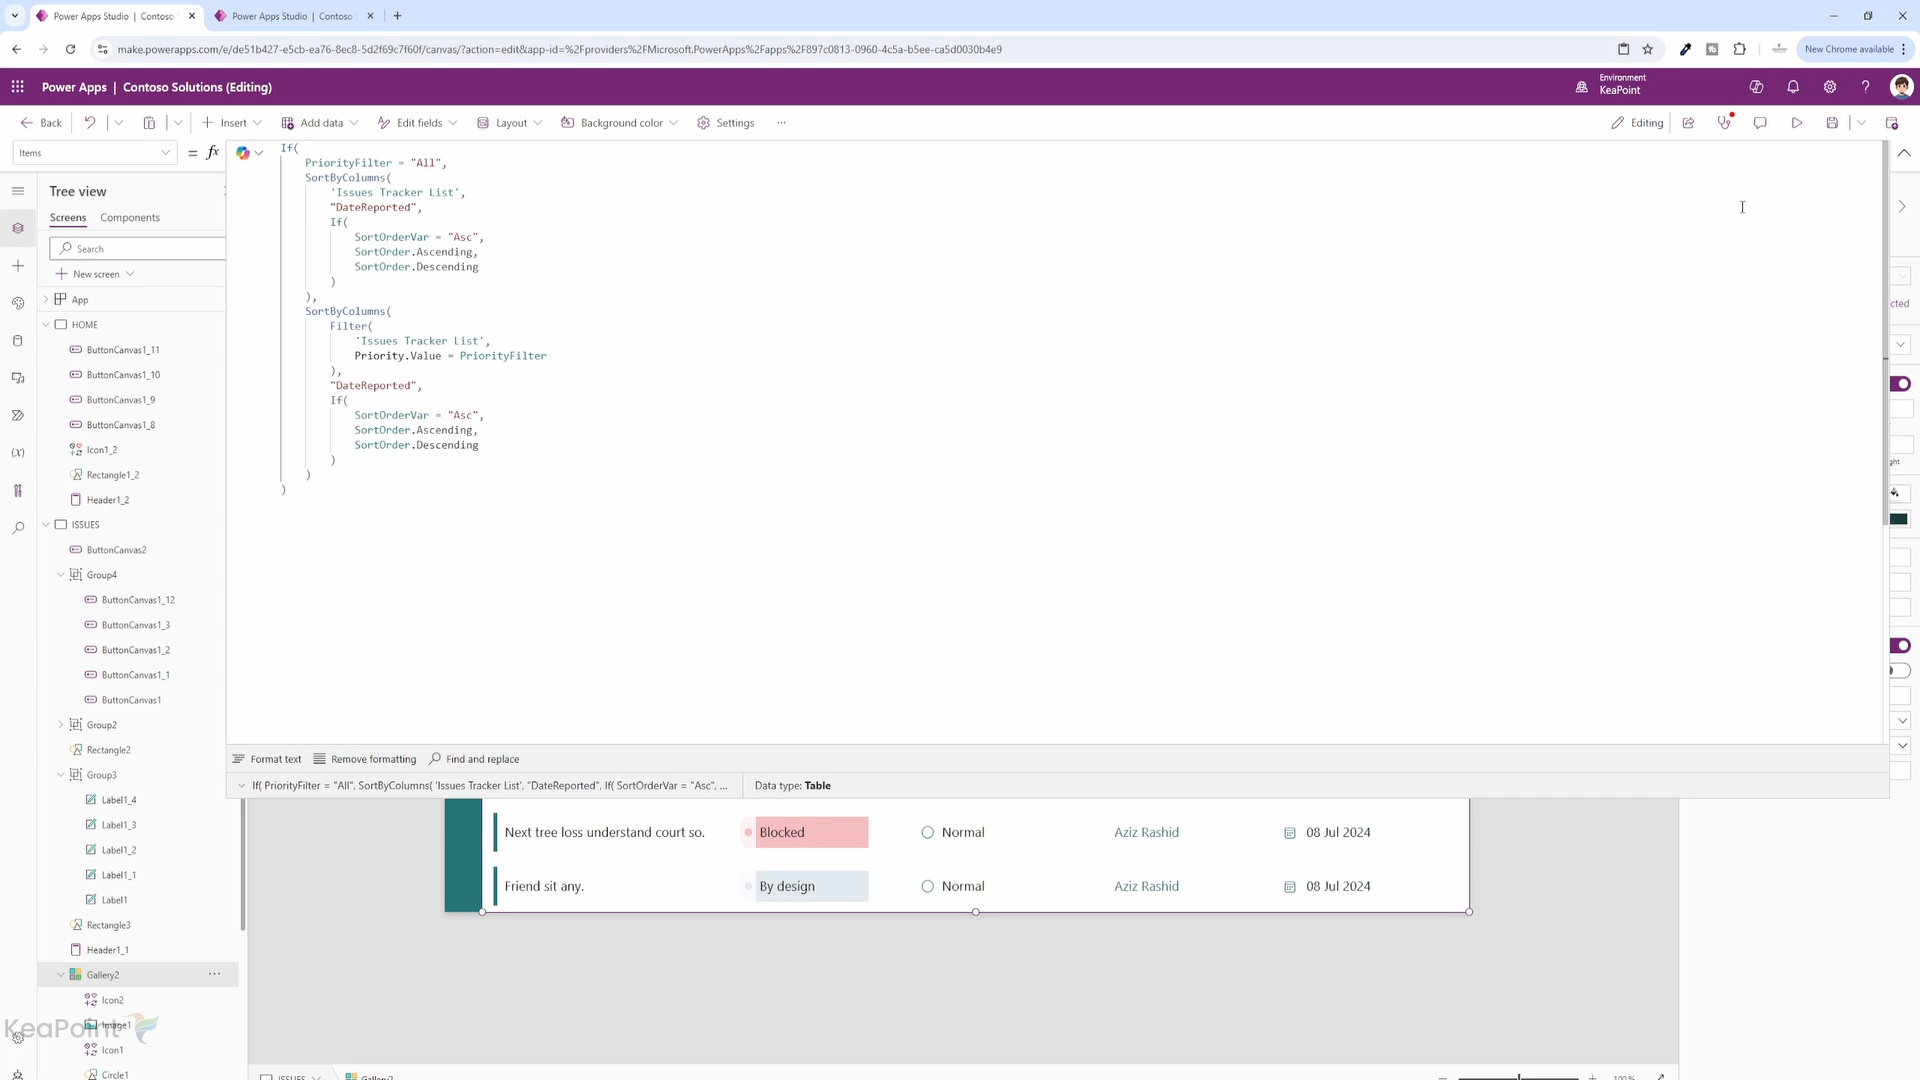 Power Apps Studio | Contoso
Power Apps Studio | Contoso
make.powerapps.com/e/de51b427-e5cb-ea76-8ec8-5d2f69c7f60f/canvas/?action=edit&app-id=%2Fproviders%2FMicrosoft.PowerApps%2Fapps%2F897c0813-0960-4c5a-b5ee-ca5d0030b4e9
New Chrome available
Power Apps | Contoso Solutions (Editing)
Environment
KeaPoint
Back
Insert
Add data
Edit fields
Layout
Background color
Settings
Editing
Items
= fx
If(
PriorityFilter = "All",
SortByColumns(
'Issues Tracker List',
"DateReported",
If(
SortOrderVar = "Asc",
SortOrder.Ascending,
SortOrder.Descending
)
),
SortByColumns(
Filter(
'Issues Tracker List',
Priority.Value = PriorityFilter
),
"DateReported",
If(
SortOrderVar = "Asc",
SortOrder.Ascending,
SortOrder.Descending
)
)
)
Tree view
Screens
Components
Search
New screen
App
HOME
ButtonCanvas1_11
ButtonCanvas1_10
ButtonCanvas1_9
ButtonCanvas1_8
Icon1_2
Rectangle1_2
Header1_2
ISSUES
ButtonCanvas2
Group4
ButtonCanvas1_12
ButtonCanvas1_3
ButtonCanvas1_2
ButtonCanvas1_1
ButtonCanvas1
Group2
Rectangle2
Group3
Label1_4
Label1_3
Label1_2
Label1_1
Label1
Rectangle3
Header1_1
Gallery2
Icon2
Image1
Icon1
Circle1
KeaPoint
Format text
Remove formatting
Find and replace
If( PriorityFilter = "All", SortByColumns( 'Issues Tracker List', "DateReported", If( SortOrderVar = "Asc", ...
Data type: Table
Next tree loss understand court so.
Blocked
Normal
Aziz Rashid
08 Jul 2024
Friend sit any.
By design
Normal
Aziz Rashid
08 Jul 2024
ISSUES
Gallery2
100%